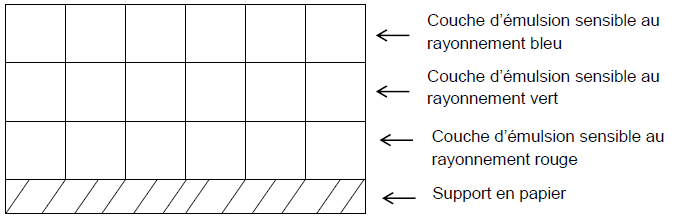 Couche d'émulsion sensible au
rayonnement bleu
Couche d'émulsion sensible au
rayonnement vert
Couche d'émulsion sensible au
rayonnement rouge
Support en papier